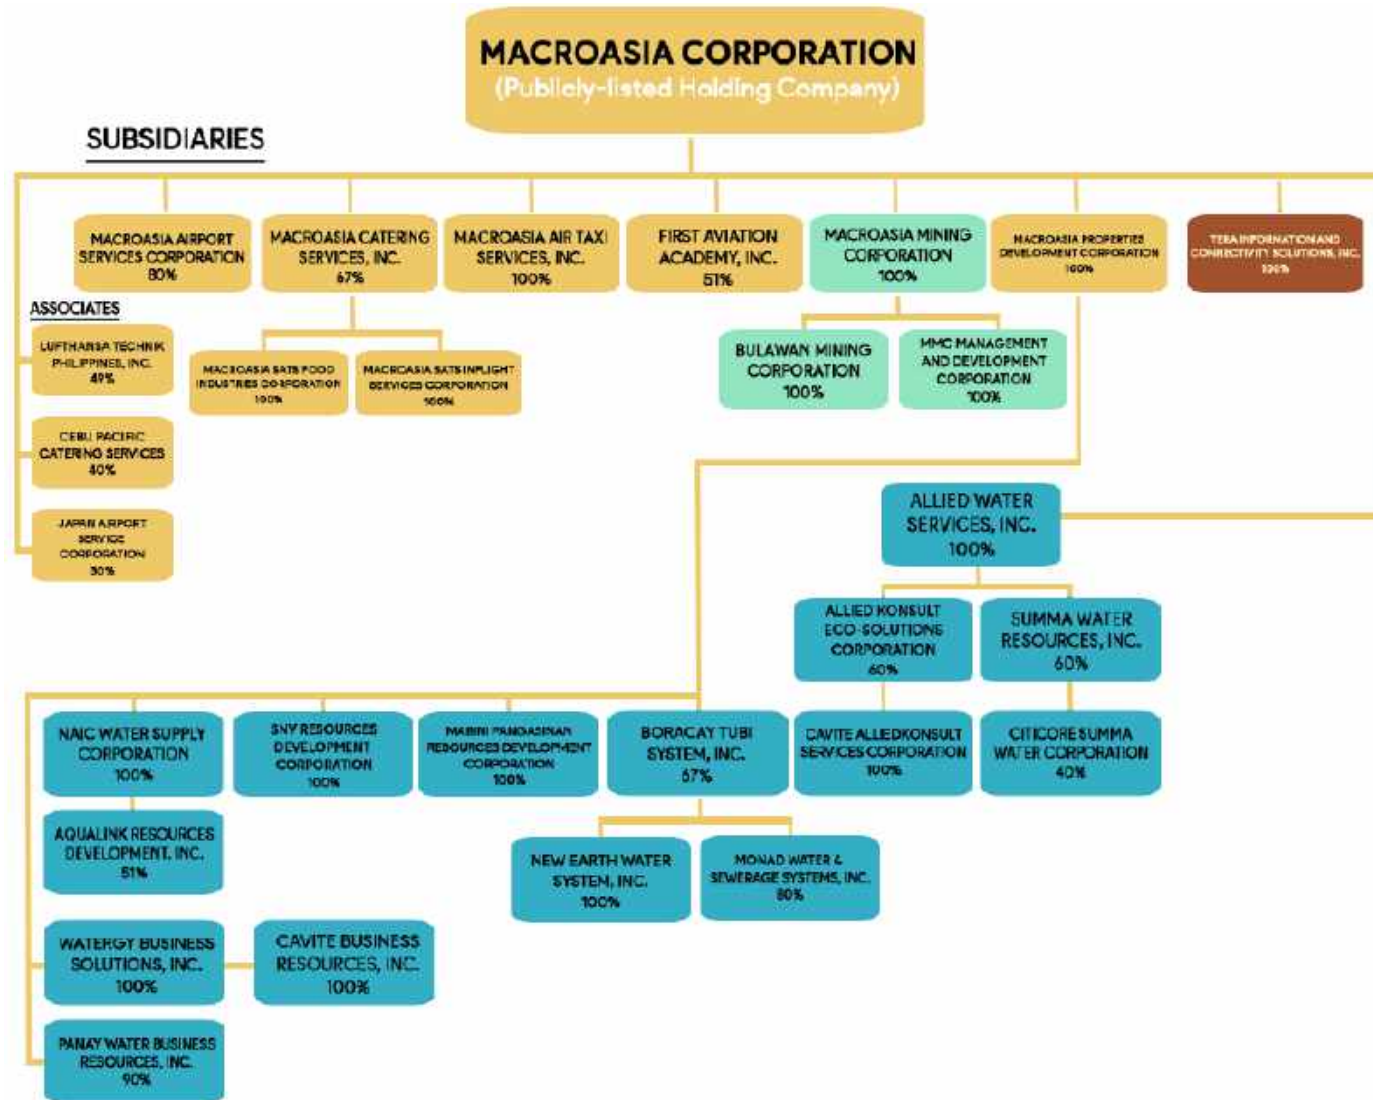 MACROASIA CORPORATION
(Publicly-listed Holding Company)
SUBSIDIARIES
MACROASIA AIRPORT
SERVICES CORPORATION
80%
MACROASIA CATERING
SERVICES, INC.
67%
MACROASIA AIR TAXI
SERVICES, INC.
100%
FIRST AVIATION
ACADEMY, INC.
51%
MACROASIA MINING
CORPORATION
100%
MACROASIA PROPERTIES
DEVELOPMENT CORPORATION
100%
TERA INFORMATION AND
CONNECTIVITY SOLUTIONS, INC.
100%
ASSOCIATES
LUFTHANSA TECHNIK
PHILIPPINES, INC.
49%
CEBU PACIFIC
CATERING SERVICES
40%
JAPAN AIRPORT
SERVICE
CORPORATION
30%
MACROASIA SATS FOOD
INDUSTRIES CORPORATION
100%
MACROASIA SATS INFLIGHT
SERVICES CORPORATION
100%
BULAWAN MINING
CORPORATION
100%
MMC MANAGEMENT
AND DEVELOPMENT
CORPORATION
100%
ALLIED WATER
SERVICES, INC.
100%
ALLIED KONSULT
ECO-SOLUTIONS
CORPORATION
60%
SUMMA WATER
RESOURCES, INC.
60%
NAIC WATER SUPPLY
CORPORATION
100%
SNV RESOURCES
DEVELOPMENT
CORPORATION
100%
MABINI PANGASINAN
RESOURCES DEVELOPMENT
CORPORATION
100%
BORACAY TUBI
SYSTEM, INC.
67%
CAVITE ALLIEDKONSULT
SERVICES CORPORATION
100%
CITICORE SUMMA
WATER CORPORATION
40%
AQUALINK RESOURCES
DEVELOPMENT, INC.
51%
NEW EARTH WATER
SYSTEM, INC.
100%
MONAD WATER &
SEWERAGE SYSTEMS, INC.
80%
WATERGY BUSINESS
SOLUTIONS, INC.
100%
CAVITE BUSINESS
RESOURCES, INC.
100%
PANAY WATER BUSINESS
RESOURCES, INC.
90%